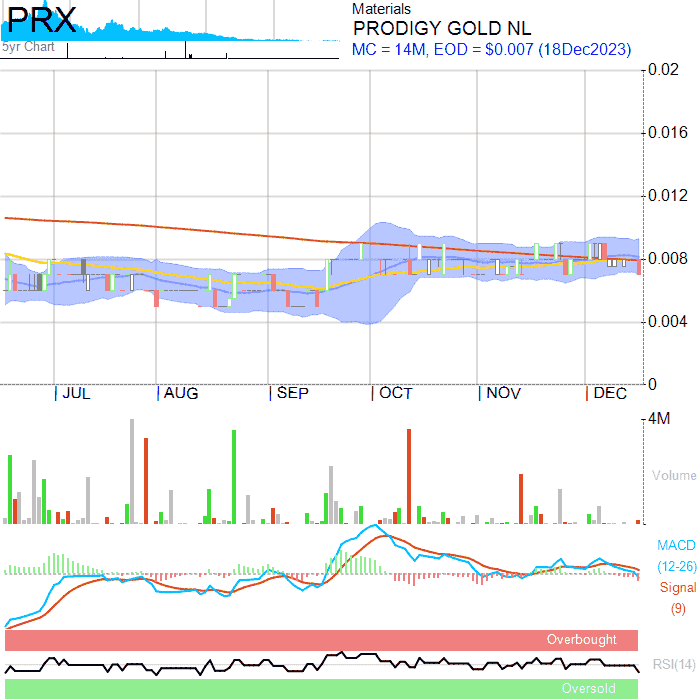 PRX
5yr Chart
Materials
PRODIGY GOLD NL
MC = 14M, EOD = $0.007 (18Dec2023)
0.02
0.016
0.012
0.008
0.004
0
JUL AUG SEP OCT NOV DEC
4M
Volume
MACD
(12-26)
Signal
(9)
Overbought
RSI(14)
Oversold